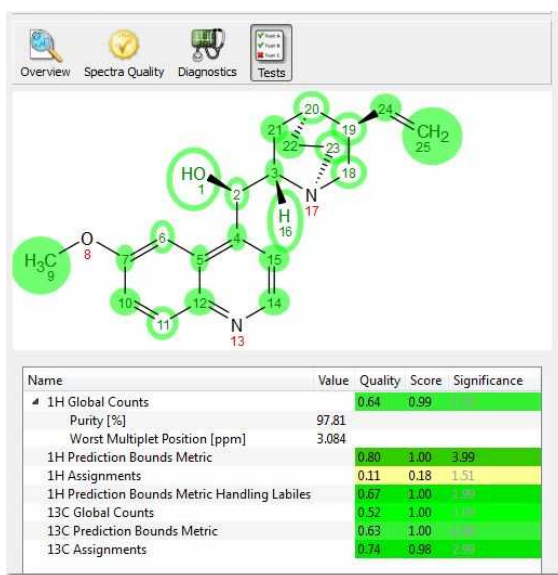 Overview Spectra Quality Diagnostics Tests
20
24
21
19
CH2
22
23
25
HO
3
18
1
2
N
H
17
16
O
6
4
H3C
8
7
5
15
9
10
12
14
11
N
13
Name Value Quality Score Significance
1H Global Counts 0.64 0.99
Purity [%] 97.81
Worst Multiplet Position [ppm] 3.084
1H Prediction Bounds Metric 0.80 1.00 3.99
1H Assignments 0.11 0.18 1.51
1H Prediction Bounds Metric Handling Labiles 0.67 1.00 1.99
13C Global Counts 0.52 1.00
13C Prediction Bounds Metric 0.63 1.00
13C Assignments 0.74 0.98 2.99